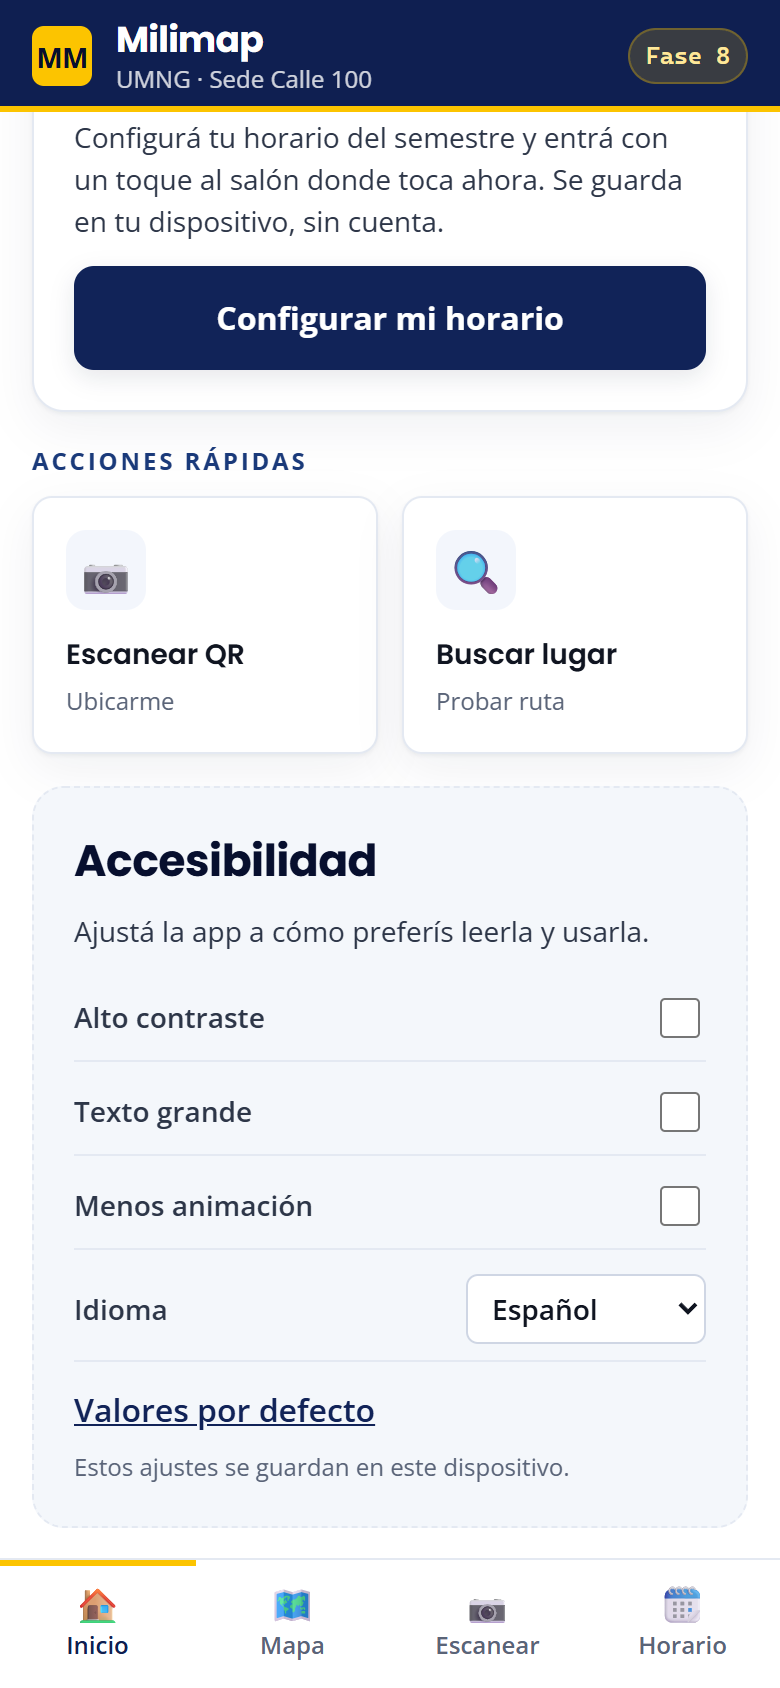 MM
Milimap
UMNG · Sede Calle 100
Fase 8
Configurá tu horario del semestre y entrá con
un toque al salón donde toca ahora. Se guarda
en tu dispositivo, sin cuenta.
Configurar mi horario
ACCIONES RÁPIDAS
Escanear QR
Ubicarme
Buscar lugar
Probar ruta
Accesibilidad
Ajustá la app a cómo preferís leerla y usarla.
Alto contraste
Texto grande
Menos animación
Idioma
Español
Valores por defecto
Estos ajustes se guardan en este dispositivo.
Inicio
Mapa
Escanear
Horario